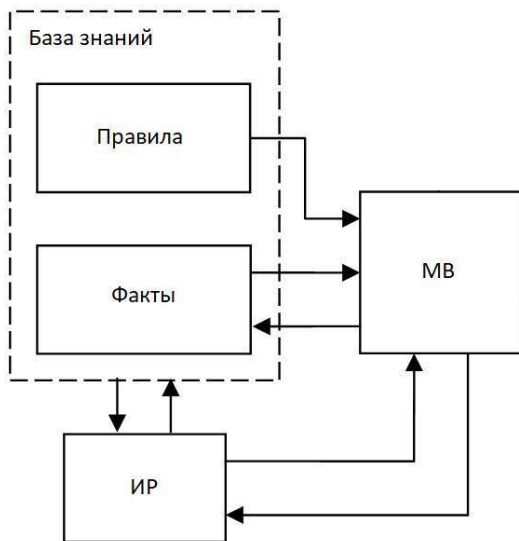 База знаний
Правила
Факты
МВ
ИР